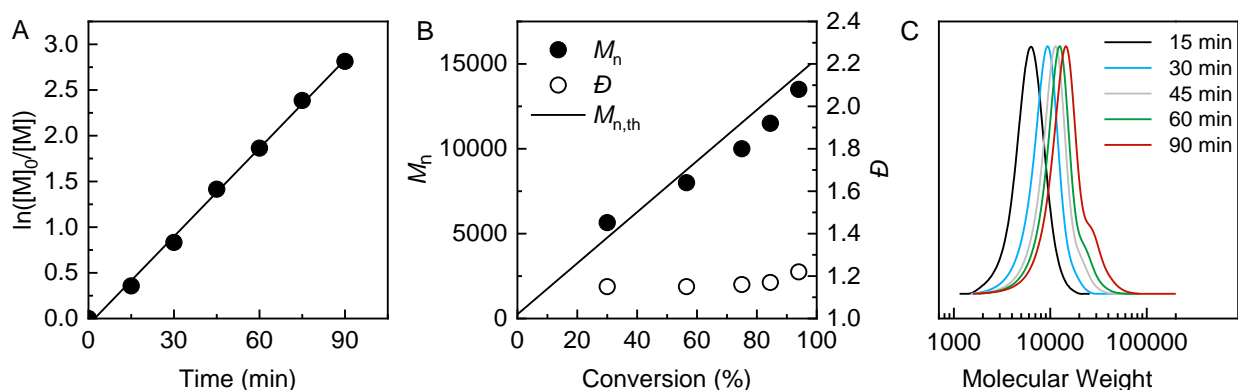 A
3.0
2.5
2.0
1.5
1.0
0.5
0.0
ln([M]0/[M])
0 30 60 90
Time (min)
B
15000
10000
5000
0
Mn
Mn
Đ
Mn,th
2.4
2.2
2.0
1.8
1.6
1.4
1.2
1.0
Đ
0 20 40 60 80 100
Conversion (%)
C
15 min
30 min
45 min
60 min
90 min
1000 10000 100000
Molecular Weight